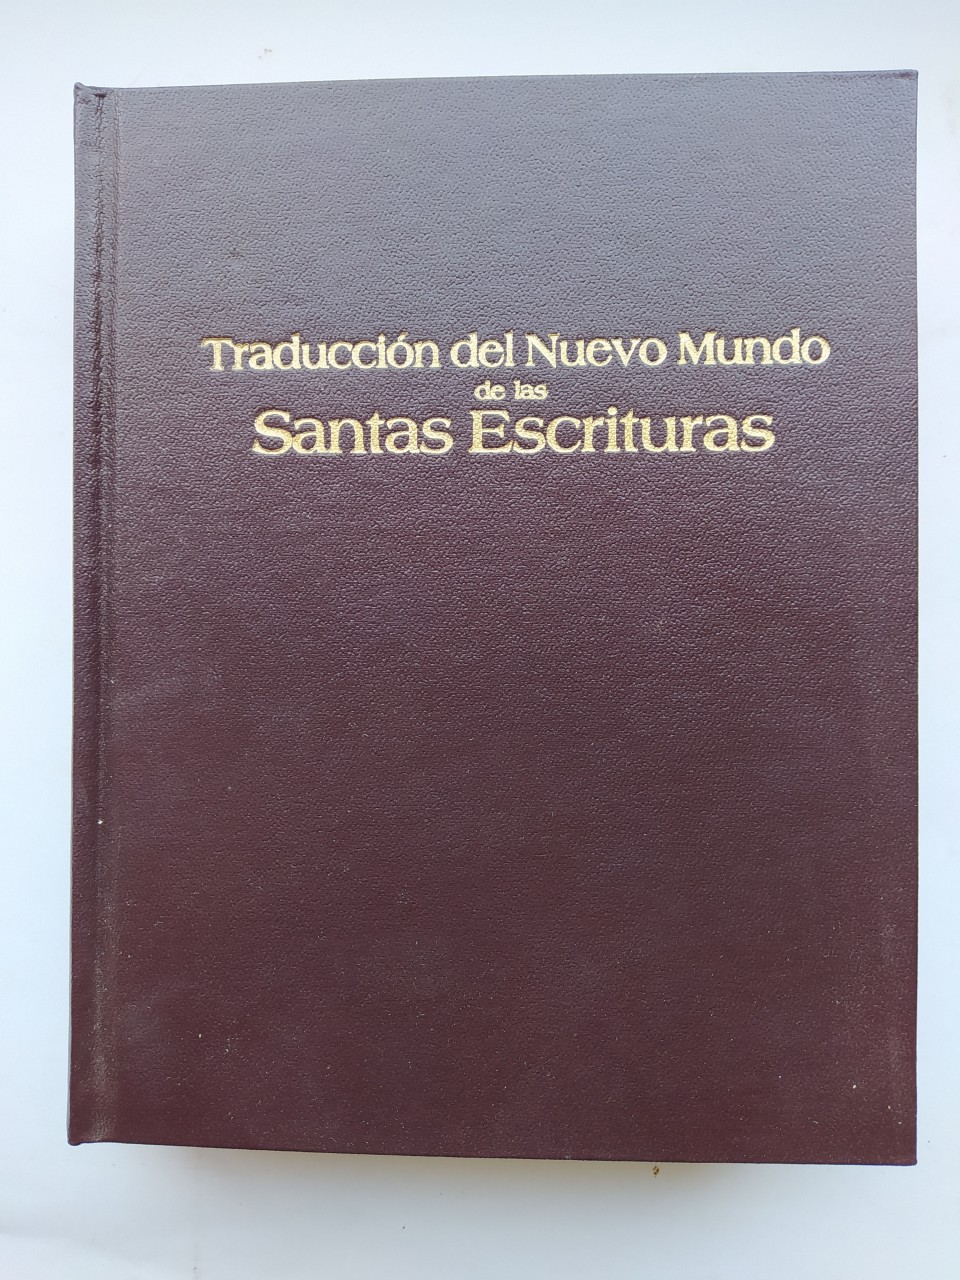 Traducción del Nuevo Mundo
de las
Santas Escrituras